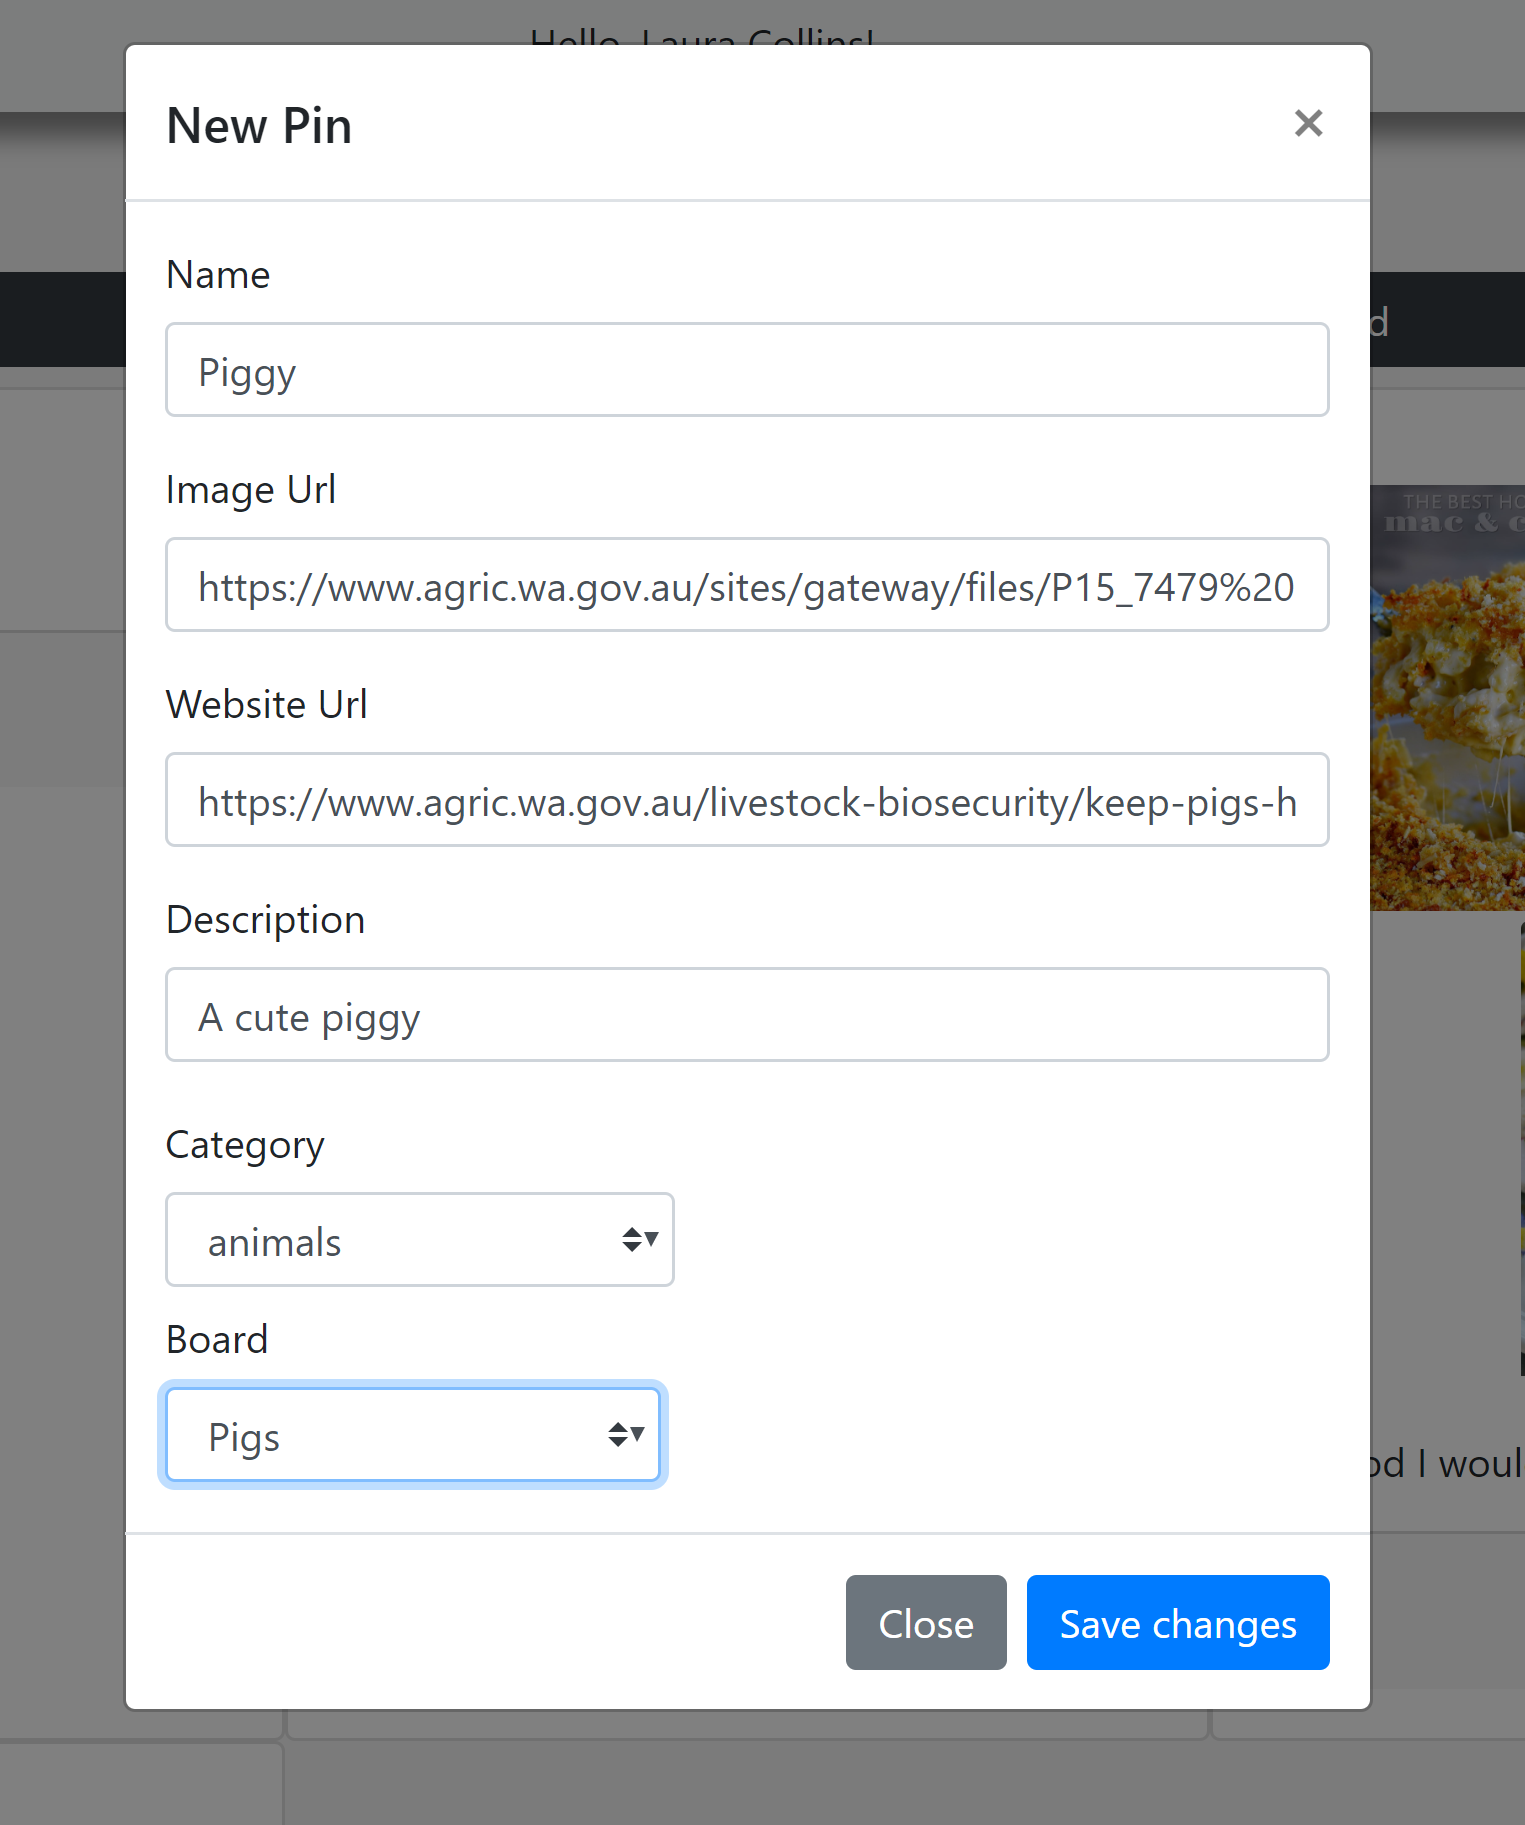 Hello, Laura Collins!
New Pin
×
Name
Piggy
Image Url
https://www.agric.wa.gov.au/sites/gateway/files/P15_7479%20
Website Url
https://www.agric.wa.gov.au/livestock-biosecurity/keep-pigs-h
Description
A cute piggy
Category
animals
Board
Pigs
Close
Save changes
d
THE BEST HO
mac & c
od I woul